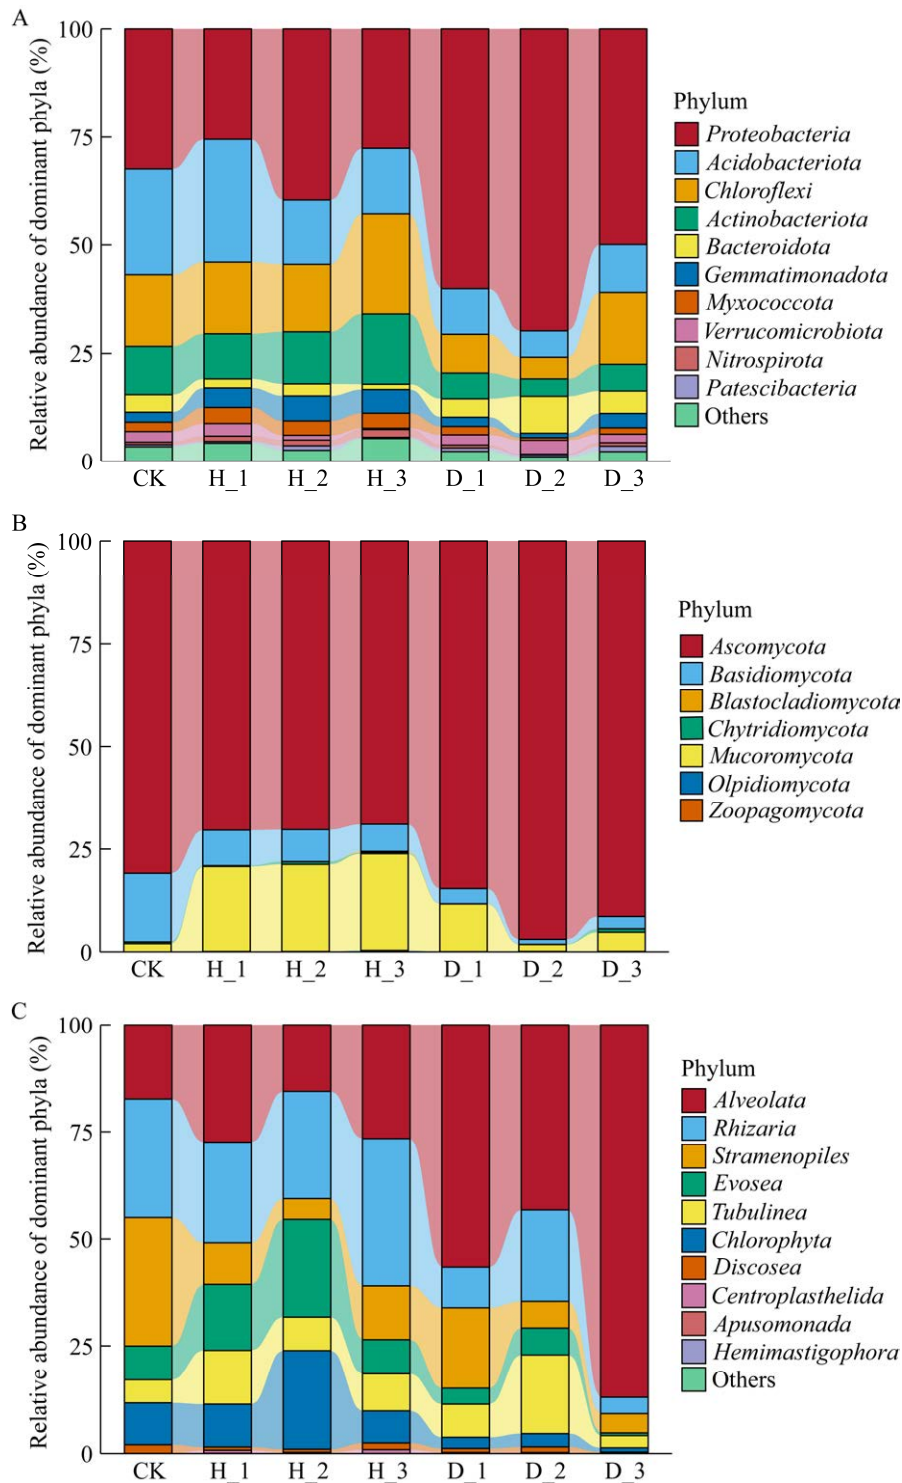 A
Relative abundance of dominant phyla (%)
100
75
50
25
0
CK H_1 H_2 H_3 D_1 D_2 D_3
Phylum
Proteobacteria
Acidobacteriota
Chloroflexi
Actinobacteriota
Bacteroidota
Gemmatimonadota
Myxococcota
Verrucomicrobiota
Nitrospirota
Patescibacteria
Others
B
Relative abundance of dominant phyla (%)
100
75
50
25
0
CK H_1 H_2 H_3 D_1 D_2 D_3
Phylum
Ascomycota
Basidiomycota
Blastocladiomycota
Chytridiomycota
Mucoromycota
Olpidiomycota
Zoopagomycota
C
Relative abundance of dominant phyla (%)
100
75
50
25
0
CK H_1 H_2 H_3 D_1 D_2 D_3
Phylum
Alveolata
Rhizaria
Stramenopiles
Evosea
Tubulinea
Chlorophyta
Discosea
Centroplasthelida
Apusomonada
Hemimastigophora
Others